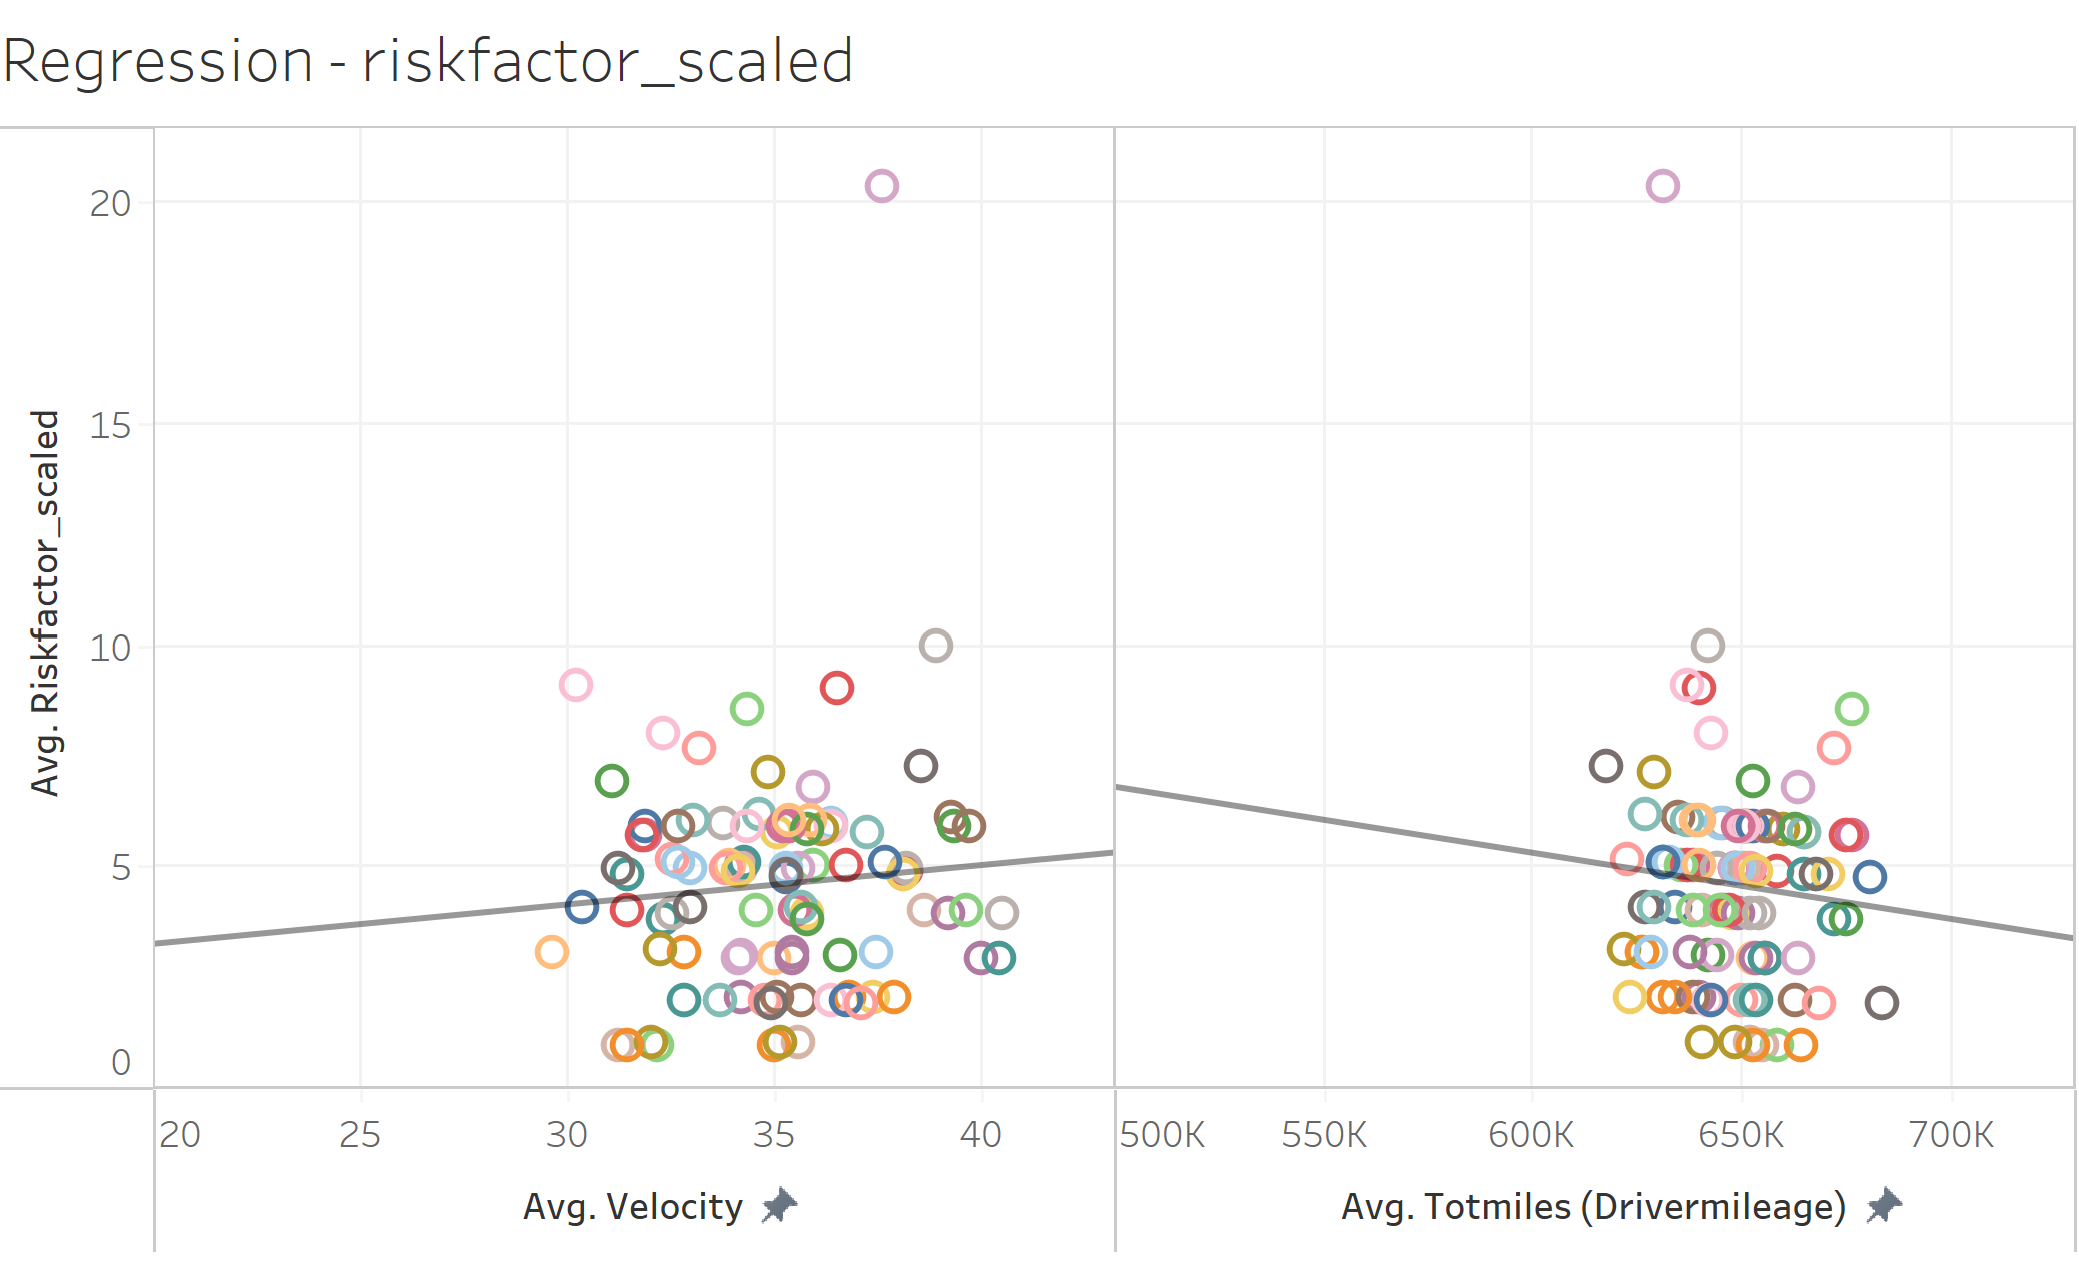 Regression - riskfactor_scaled
Avg. Riskfactor_scaled
20
15
10
5
0
20 25 30 35 40 500K 550K 600K 650K 700K
Avg. Velocity Avg. Totmiles (Drivermileage)